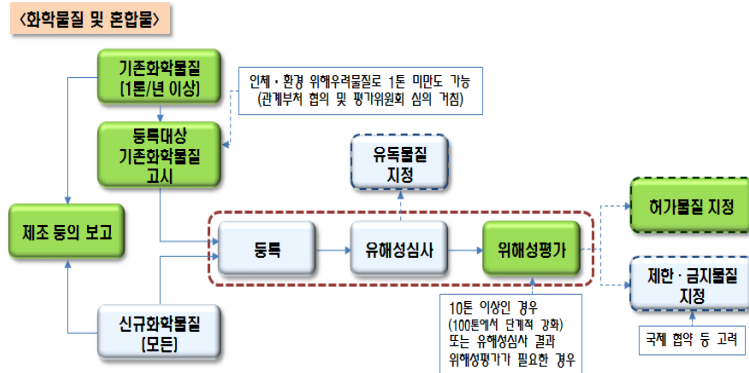 <화학물질 및 혼합물>
기존화학물질
(1톤/년 이상)
인체·환경 위해우려물질로 1톤 미만도 가능
(관계부처 협의 및 평가위원회 심의 거침)
등록대상
기존화학물질
고시
유독물질
지정
허가물질 지정
제조 등의 보고
등록
유해성심사
위해성평가
제한·금지물질
지정
신규화학물질
(모든)
10톤 이상인 경우
(100톤에서 단계적 강화)
또는 유해성심사 결과
위해성평가가 필요한 경우
국제 협약 등 고려